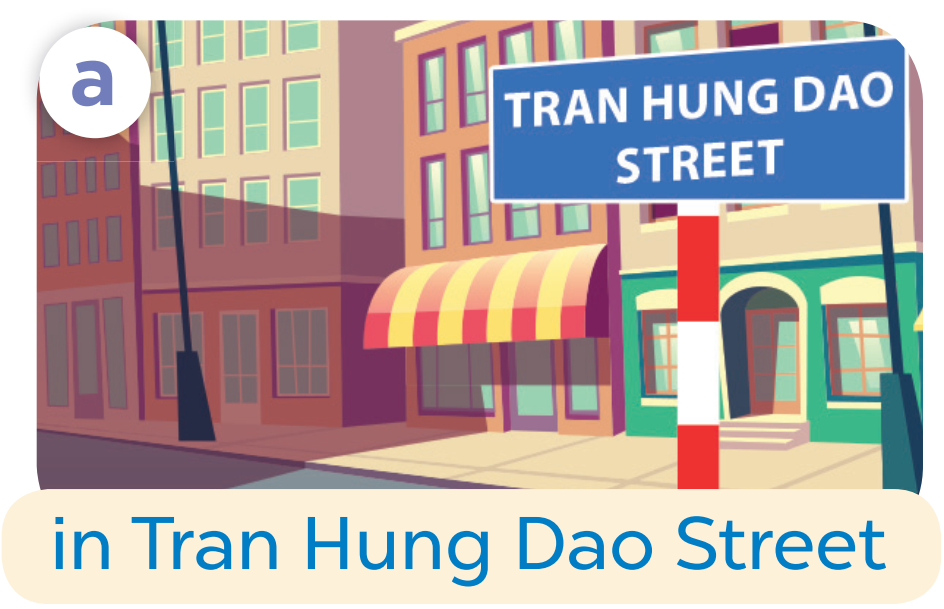 a
TRAN HUNG DAO
STREET
in Tran Hung Dao Street